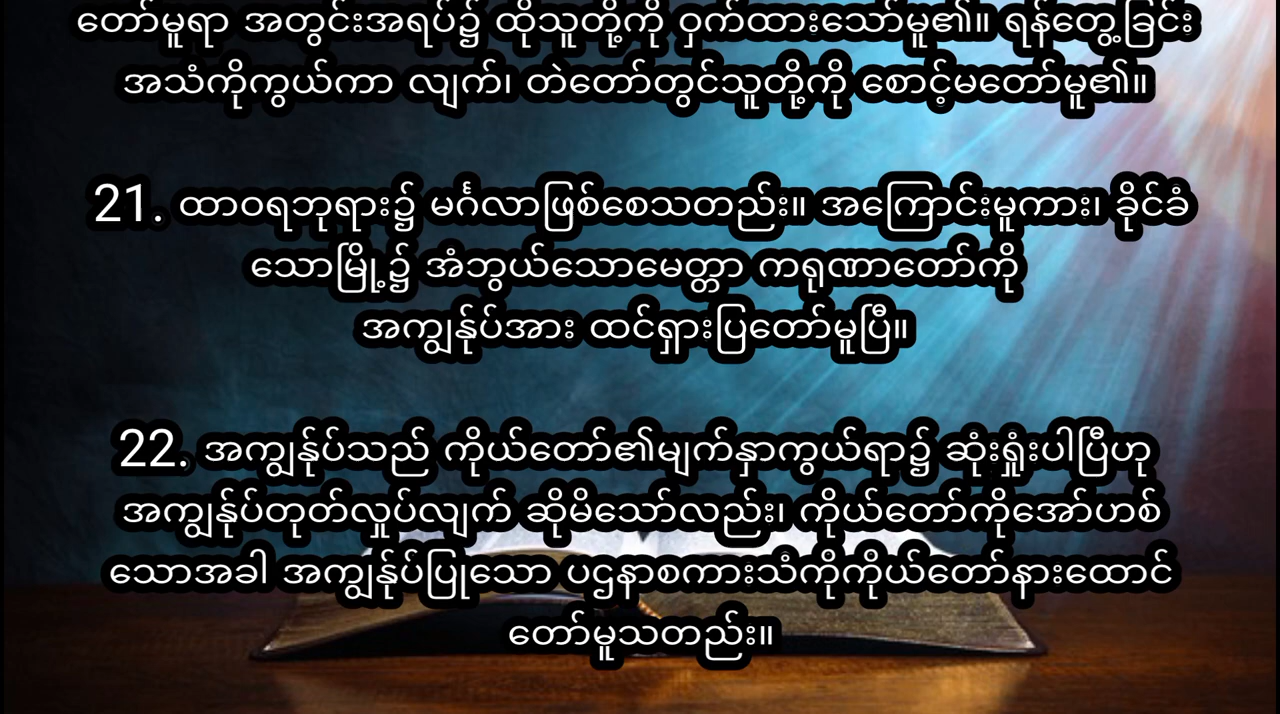 တော်မူရာ အတွင်းအရပ်၌ ထိုသူတို့ကို ဝှက်ထားသော်မူ၏။ ရန်တွေ့ခြင်း
အသံကိုကွယ်ကာ လျက်၊ တဲတော်တွင်သူတို့ကို စောင့်မတော်မူ၏။
21. ထာဝရဘုရား၌ မင်္ဂလာဖြစ်စေသတည်း။ အကြောင်းမူကား၊ ခိုင်ခံ
သောမြို့၌ အံဘွယ်သောမေတ္တာ ကရုဏာတော်ကို
အကျွန်ုပ်အား ထင်ရှားပြတော်မူပြီ။
22. အကျွန်ုပ်သည် ကိုယ်တော်၏မျက်နှာကွယ်ရာ၌ ဆုံးရှုံးပါပြီဟု
အကျွန်ုပ်တုတ်လှုပ်လျက် ဆိုမိသော်လည်း၊ ကိုယ်တော်ကိုအော်ဟစ်
သောအခါ အကျွန်ုပ်ပြုသော ပဌနာစကားသံကိုကိုယ်တော်နားထောင်
တော်မူသတည်း။